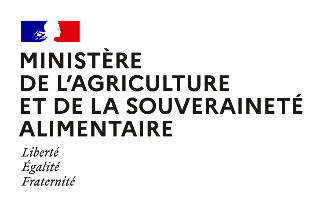 MINISTÈRE
DE L'AGRICULTURE
ET DE LA SOUVERAINETÉ
ALIMENTAIRE
Liberté
Égalité
Fraternité